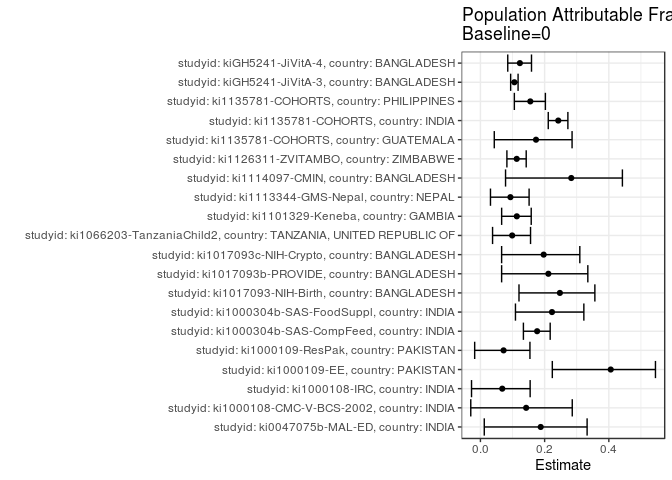 Population Attributable Fra
Baseline=0
studyid: kiGH5241-JiVitA-4, country: BANGLADESH
studyid: kiGH5241-JiVitA-3, country: BANGLADESH
studyid: ki1135781-COHORTS, country: PHILIPPINES
studyid: ki1135781-COHORTS, country: INDIA
studyid: ki1135781-COHORTS, country: GUATEMALA
studyid: ki1126311-ZVITAMBO, country: ZIMBABWE
studyid: ki1114097-CMIN, country: BANGLADESH
studyid: ki1113344-GMS-Nepal, country: NEPAL
studyid: ki1101329-Keneba, country: GAMBIA
studyid: ki1066203-TanzaniaChild2, country: TANZANIA, UNITED REPUBLIC OF
studyid: ki1017093c-NIH-Crypto, country: BANGLADESH
studyid: ki1017093b-PROVIDE, country: BANGLADESH
studyid: ki1017093-NIH-Birth, country: BANGLADESH
studyid: ki1000304b-SAS-FoodSuppl, country: INDIA
studyid: ki1000304b-SAS-CompFeed, country: INDIA
studyid: ki1000109-ResPak, country: PAKISTAN
studyid: ki1000109-EE, country: PAKISTAN
studyid: ki1000108-IRC, country: INDIA
studyid: ki1000108-CMC-V-BCS-2002, country: INDIA
studyid: ki0047075b-MAL-ED, country: INDIA
0.0 0.2 0.4
Estimate